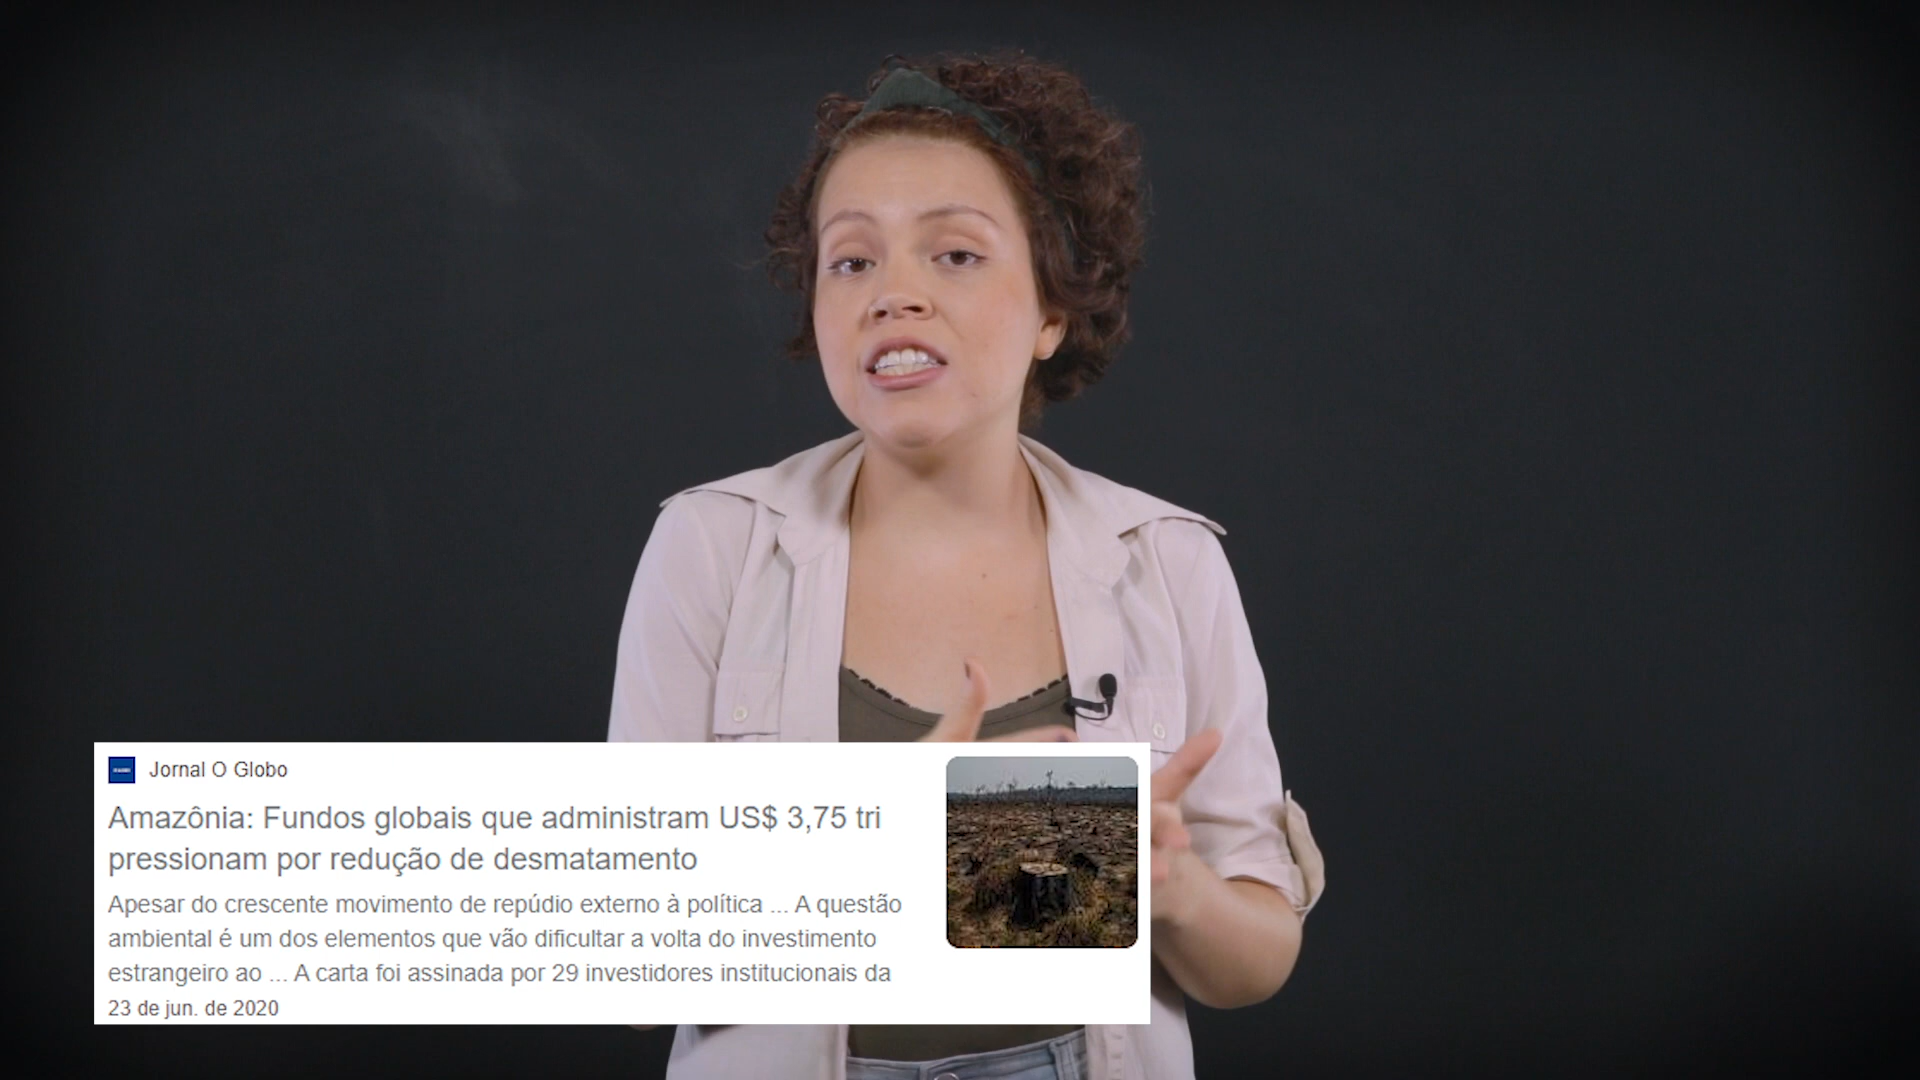 Jornal O Globo
Amazônia: Fundos globais que administram US$ 3,75 tri
pressionam por redução de desmatamento
Apesar do crescente movimento de repúdio externo à política ... A questão
ambiental é um dos elementos que vão dificultar a volta do investimento
estrangeiro ao ... A carta foi assinada por 29 investidores institucionais da
23 de jun. de 2020